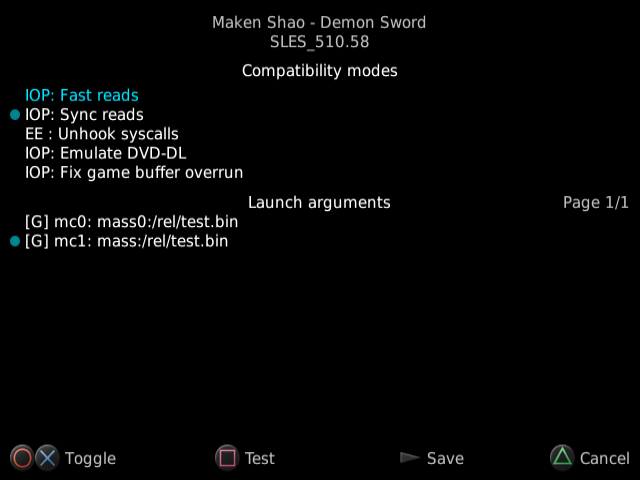 Maken Shao - Demon Sword
SLES_510.58
Compatibility modes
IOP: Fast reads
IOP: Sync reads
EE : Unhook syscalls
IOP: Emulate DVD-DL
IOP: Fix game buffer overrun
Launch arguments
Page 1/1
[G] mc0: mass0:/rel/test.bin
[G] mc1: mass:/rel/test.bin
Toggle
Test
Save
Cancel